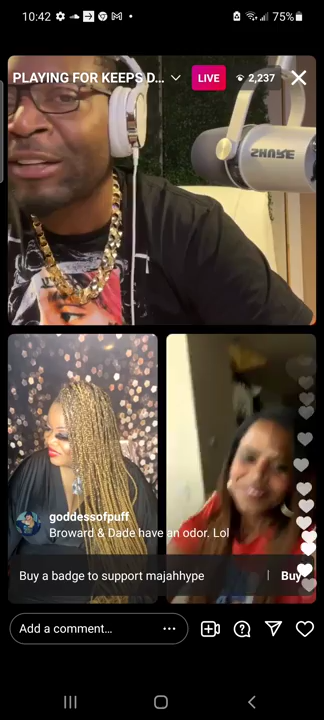 10:42
75%
PLAYING FOR KEEPS D...
LIVE
2,237
SHURE
goddessofpuff
Broward & Dade have an odor. Lol
Buy a badge to support majahhype
Buy
Add a comment...